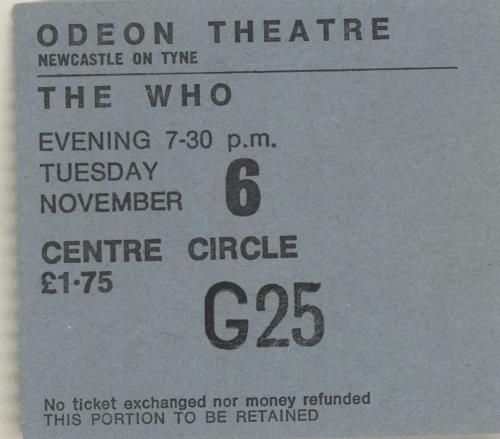 ODEON THEATRE
NEWCASTLE ON TYNE
THE WHO
EVENING 7-30 p.m.
TUESDAY
NOVEMBER 6
CENTRE CIRCLE
£1·75
G25
No ticket exchanged nor money refunded
THIS PORTION TO BE RETAINED